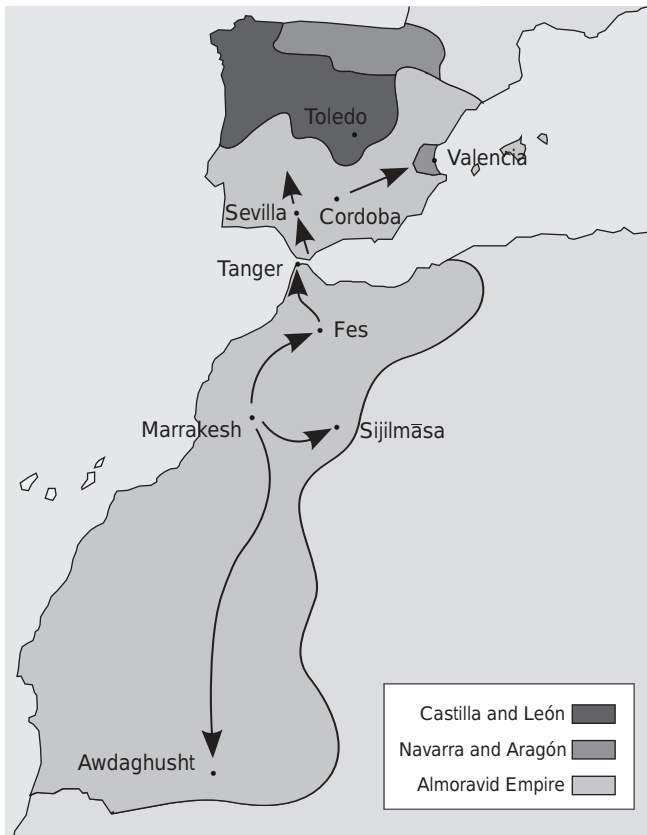 Toledo
Valencia
Sevilla
Cordoba
Tanger
Fes
Marrakesh
Sijilmāsa
Awdaghusht
Castilla and León
Navarra and Aragón
Almoravid Empire